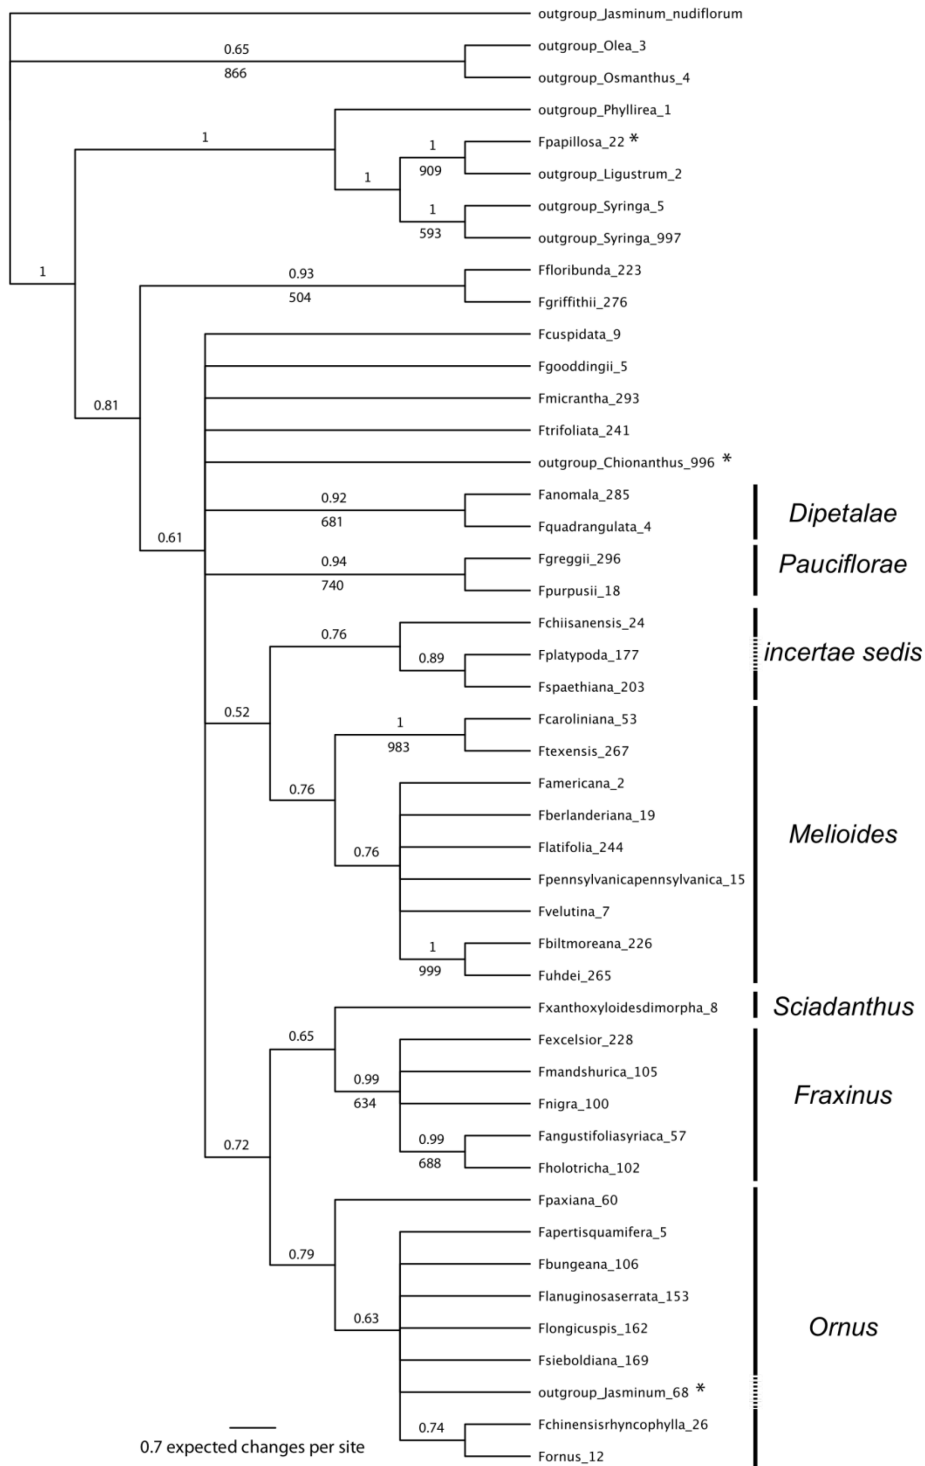 outgroup_Jasminum_nudiflorum
outgroup_Olea_3
0.65
866
outgroup_Osmanthus_4
outgroup_Phyllirea_1
1
Fpapillosa_22 *
1
909
outgroup_Ligustrum_2
1
outgroup_Syringa_5
1
593
outgroup_Syringa_997
1
Ffloribunda_223
0.93
504
Fgriffithii_276
Fcuspidata_9
Fgooddingii_5
Fmicrantha_293
0.81
Ftrifoliata_241
outgroup_Chionanthus_996 *
Fanomala_285
0.92
681
Fquadrangulata_4
Dipetalae
0.61
Fgreggii_296
0.94
740
Fpurpusii_18
Pauciflorae
Fchiisanensis_24
0.76
Fplatypoda_177
0.89
Fspaethiana_203
incertae sedis
0.52
Fcaroliniana_53
1
983
Ftexensis_267
0.76
Famericana_2
Fberlanderiana_19
Flatifolia_244
0.76
Fpennsylvanicapennsylvanica_15
Fvelutina_7
Fbiltmoreana_226
1
999
Fuhdei_265
Melioides
Fxanthoxyloidesdimorpha_8
Sciadanthus
0.65
Fexcelsior_228
Fmandshurica_105
0.99
634
Fnigra_100
Fangustifoliasyriaca_57
0.99
688
Fholotricha_102
Fraxinus
0.72
Fpaxiana_60
0.79
Fapertisquamifera_5
Fbungeana_106
Flanuginosaserrata_153
0.63
Flongicuspis_162
Fsieboldiana_169
outgroup_Jasminum_68 *
Fchinensisrhyncophylla_26
0.74
Fornus_12
Ornus
0.7 expected changes per site